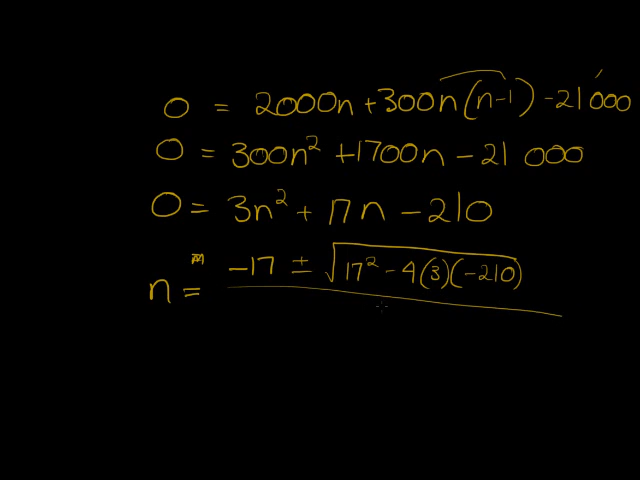 0 = 2000n + 300n(n-1) - 21000
0 = 300n² + 1700n - 21 000
0 = 3n² + 17n - 210
n = -17 ± √17² - 4(3)(-210)